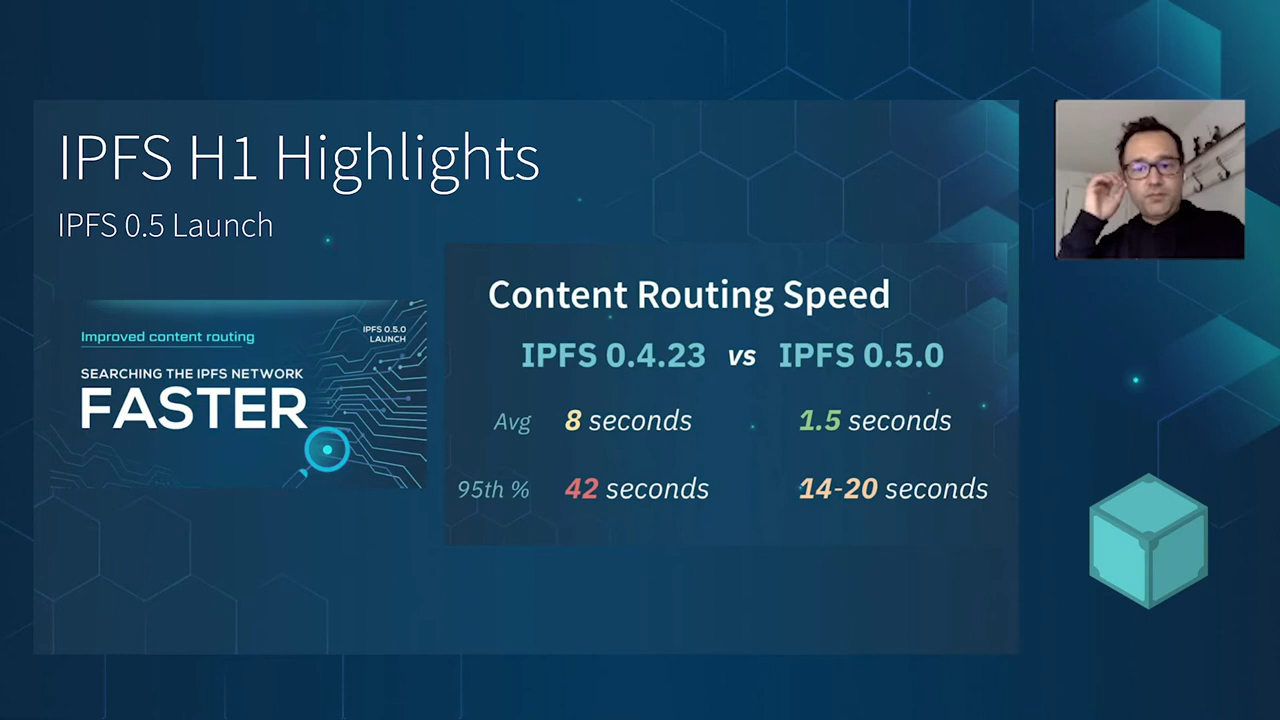 IPFS H1 Highlights
IPFS 0.5 Launch
Improved content routing
IPFS 0.5.0
LAUNCH
SEARCHING THE IPFS NETWORK
FASTER
Content Routing Speed
IPFS 0.4.23 vs IPFS 0.5.0
Avg 8 seconds 1.5 seconds
95th % 42 seconds 14-20 seconds